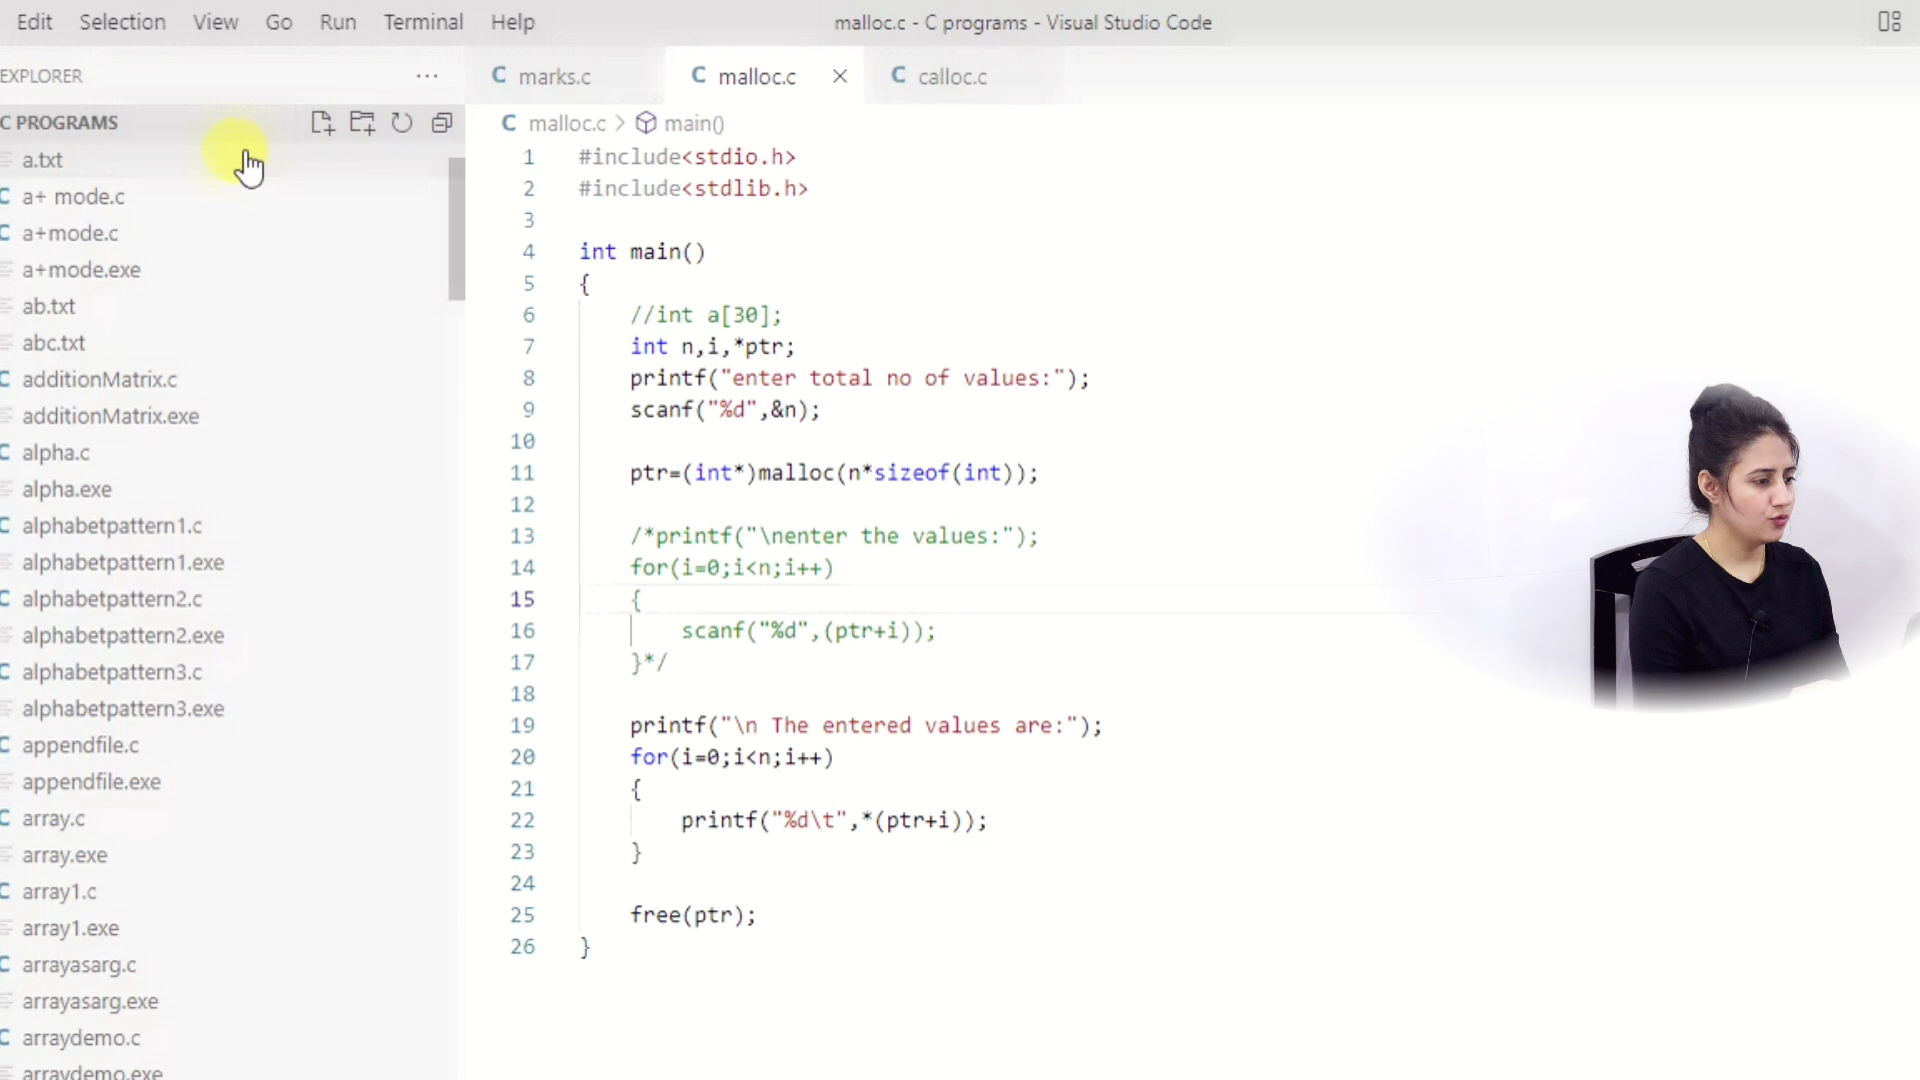 Edit Selection View Go Run Terminal Help malloc.c - C programs - Visual Studio Code
EXPLORER
C PROGRAMS
a.txt
a+ mode.c
a+mode.c
a+mode.exe
ab.txt
abc.txt
additionMatrix.c
additionMatrix.exe
alpha.c
alpha.exe
alphabetpattern1.c
alphabetpattern1.exe
alphabetpattern2.c
alphabetpattern2.exe
alphabetpattern3.c
alphabetpattern3.exe
appendfile.c
appendfile.exe
array.c
array.exe
array1.c
array1.exe
arrayasarg.c
arrayasarg.exe
arraydemo.c
arraydemo.exe
C marks.c C malloc.c C calloc.c
C malloc.c > main()
1 #include<stdio.h>
2 #include<stdlib.h>
3
4 int main()
5 {
6 //int a[30];
7 int n,i,*ptr;
8 printf("enter total no of values:");
9 scanf("%d",&n);
10
11 ptr=(int*)malloc(n*sizeof(int));
12
13 /*printf("\nenter the values:");
14 for(i=0;i<n;i++)
15 {
16 scanf("%d",(ptr+i));
17 }*/
18
19 printf("\n The entered values are:");
20 for(i=0;i<n;i++)
21 {
22 printf("%d\t",*(ptr+i));
23 }
24
25 free(ptr);
26 }